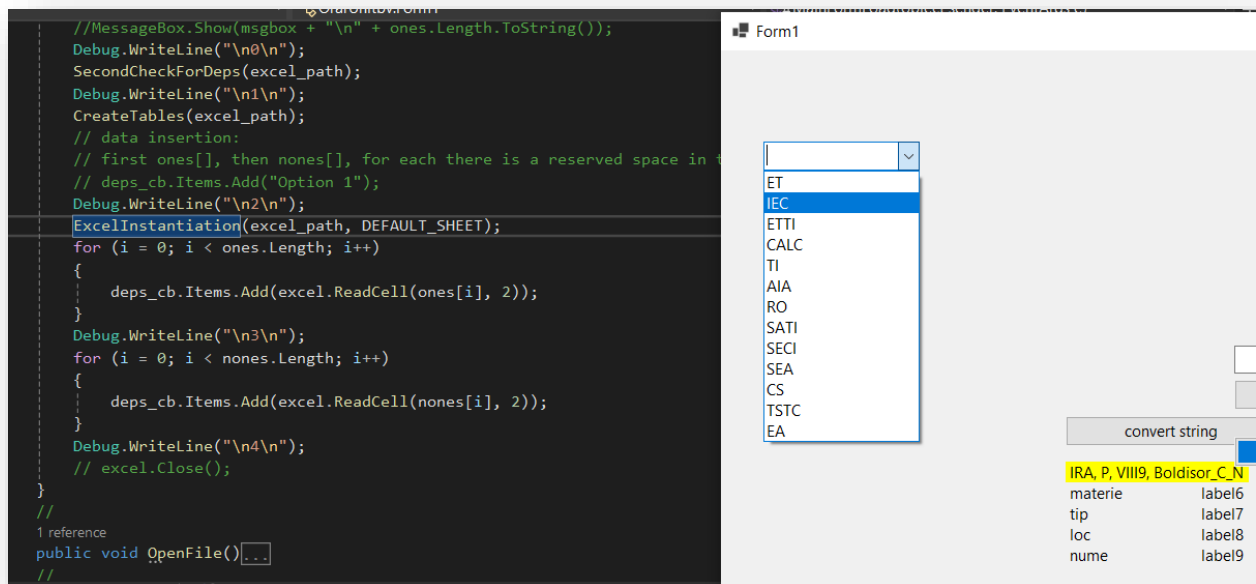 //MessageBox.Show(msgbox + "\n" + ones.Length.ToString());
Debug.WriteLine("\n0\n");
SecondCheckForDeps(excel_path);
Debug.WriteLine("\n1\n");
CreateTables(excel_path);
// data insertion:
// first ones[], then nones[], for each there is a reserved space in
// deps_cb.Items.Add("Option 1");
Debug.WriteLine("\n2\n");
ExcelInstantiation(excel_path, DEFAULT_SHEET);
for (i = 0; i < ones.Length; i++)
{
deps_cb.Items.Add(excel.ReadCell(ones[i], 2));
}
Debug.WriteLine("\n3\n");
for (i = 0; i < nones.Length; i++)
{
deps_cb.Items.Add(excel.ReadCell(nones[i], 2));
}
Debug.WriteLine("\n4\n");
// excel.Close();
}
//
1 reference
public void OpenFile()...
//
Form1
ET
IEC
ETTI
CALC
TI
AIA
RO
SATI
SECI
SEA
CS
TSTC
EA
convert string
IRA, P, VIII9, Boldisor_C_N
materie label6
tip label7
loc label8
nume label9